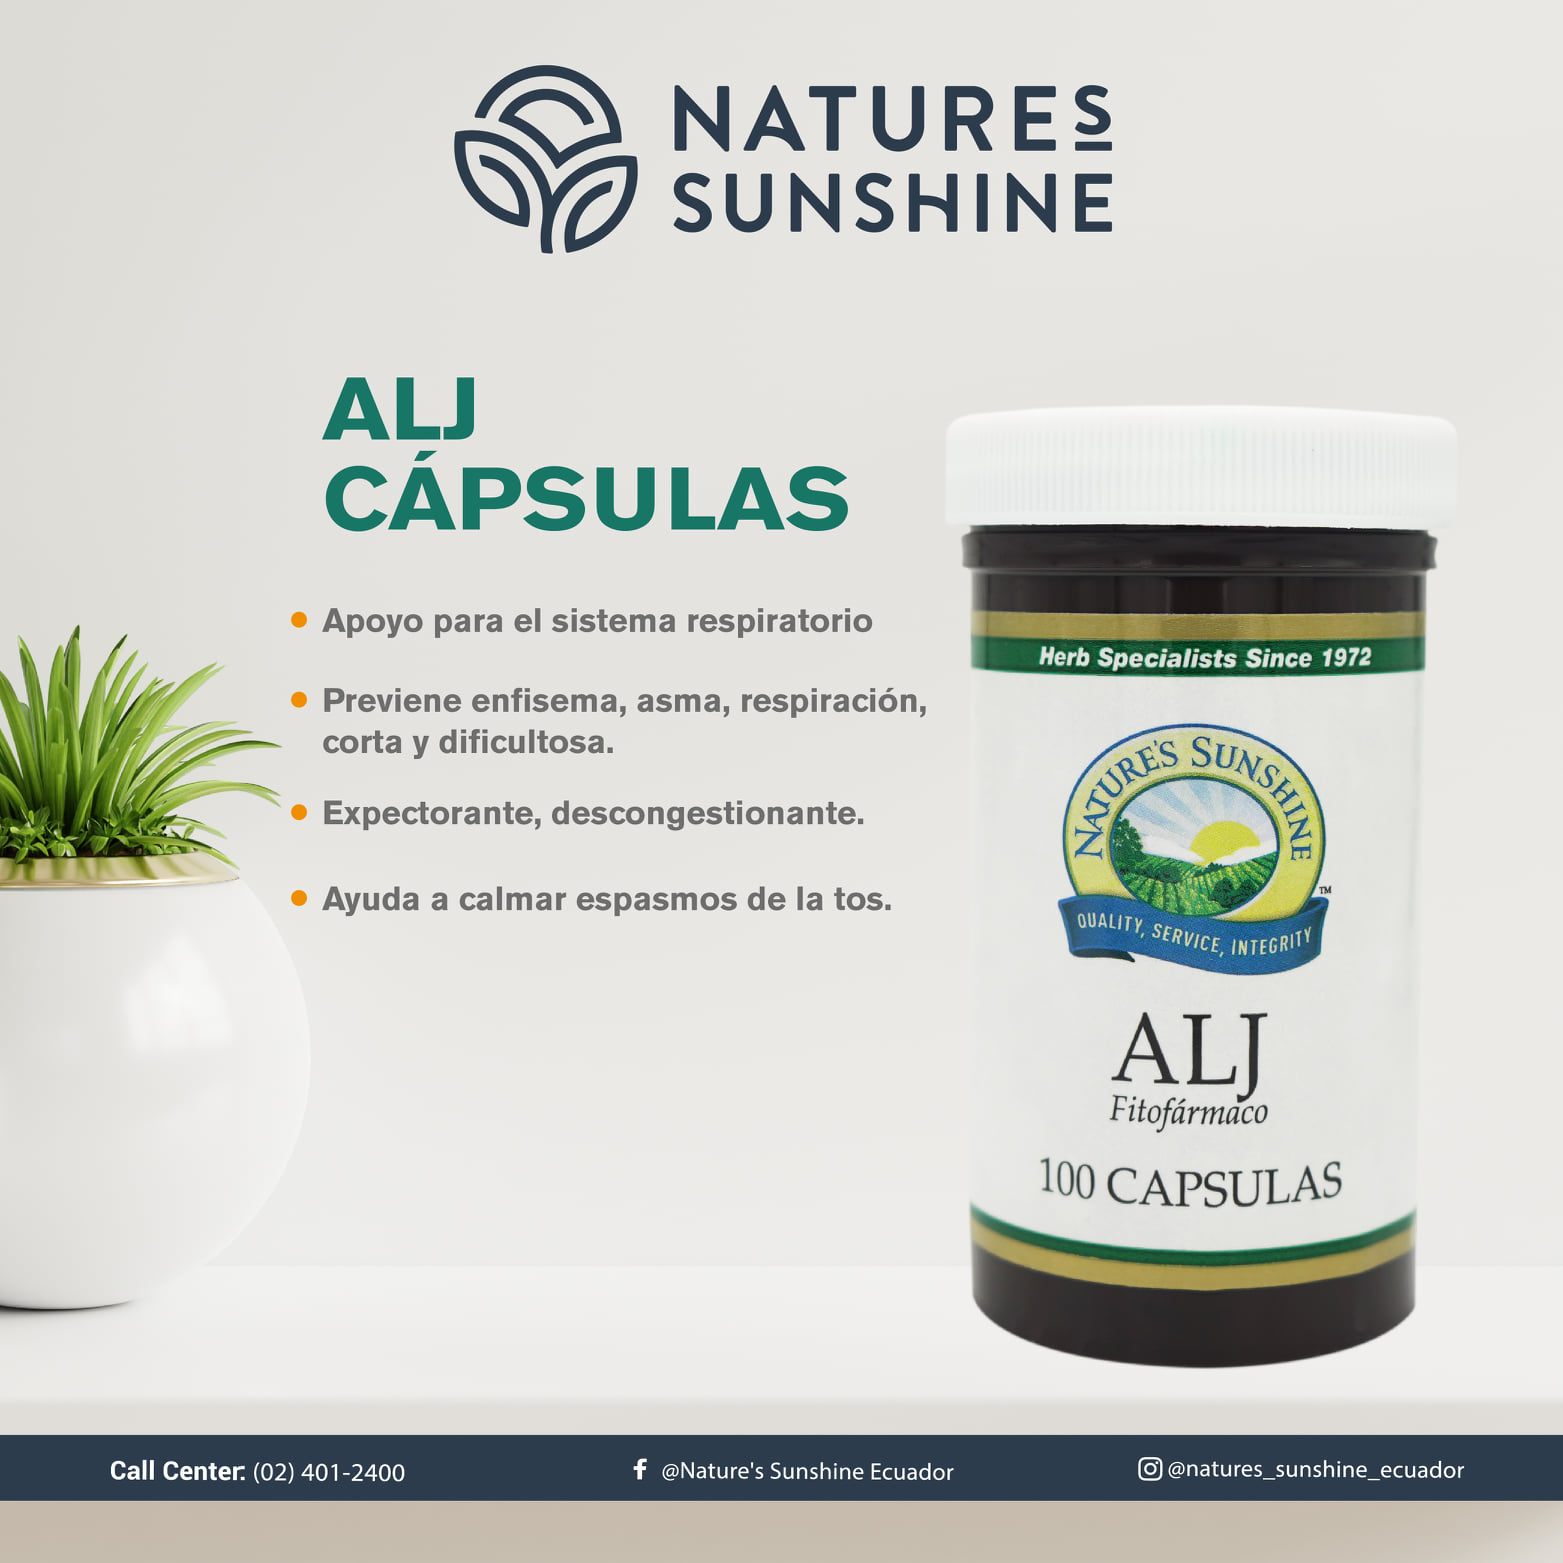 NATURES
SUNSHINE
ALJ
CÁPSULAS
Apoyo para el sistema respiratorio
Previene enfisema, asma, respiración,
corta y dificultosa.
Expectorante, descongestionante.
Ayuda a calmar espasmos de la tos.
Herb Specialists Since 1972
NATURE'S SUNSHINE
TM
QUALITY, SERVICE, INTEGRITY
ALJ
Fitofármaco
100 CAPSULAS
Call Center: (02) 401-2400
@Nature's Sunshine Ecuador
@natures_sunshine_ecuador